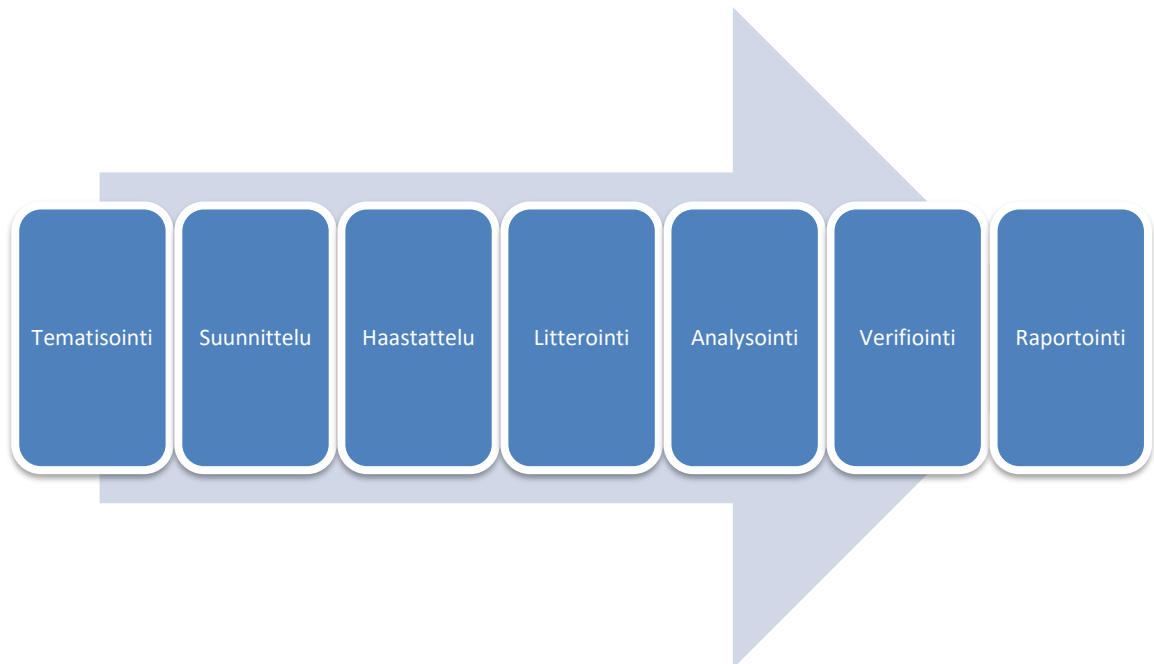 Tematisointi
Suunnittelu
Haastattelu
Litterointi
Analysointi
Verifiointi
Raportointi